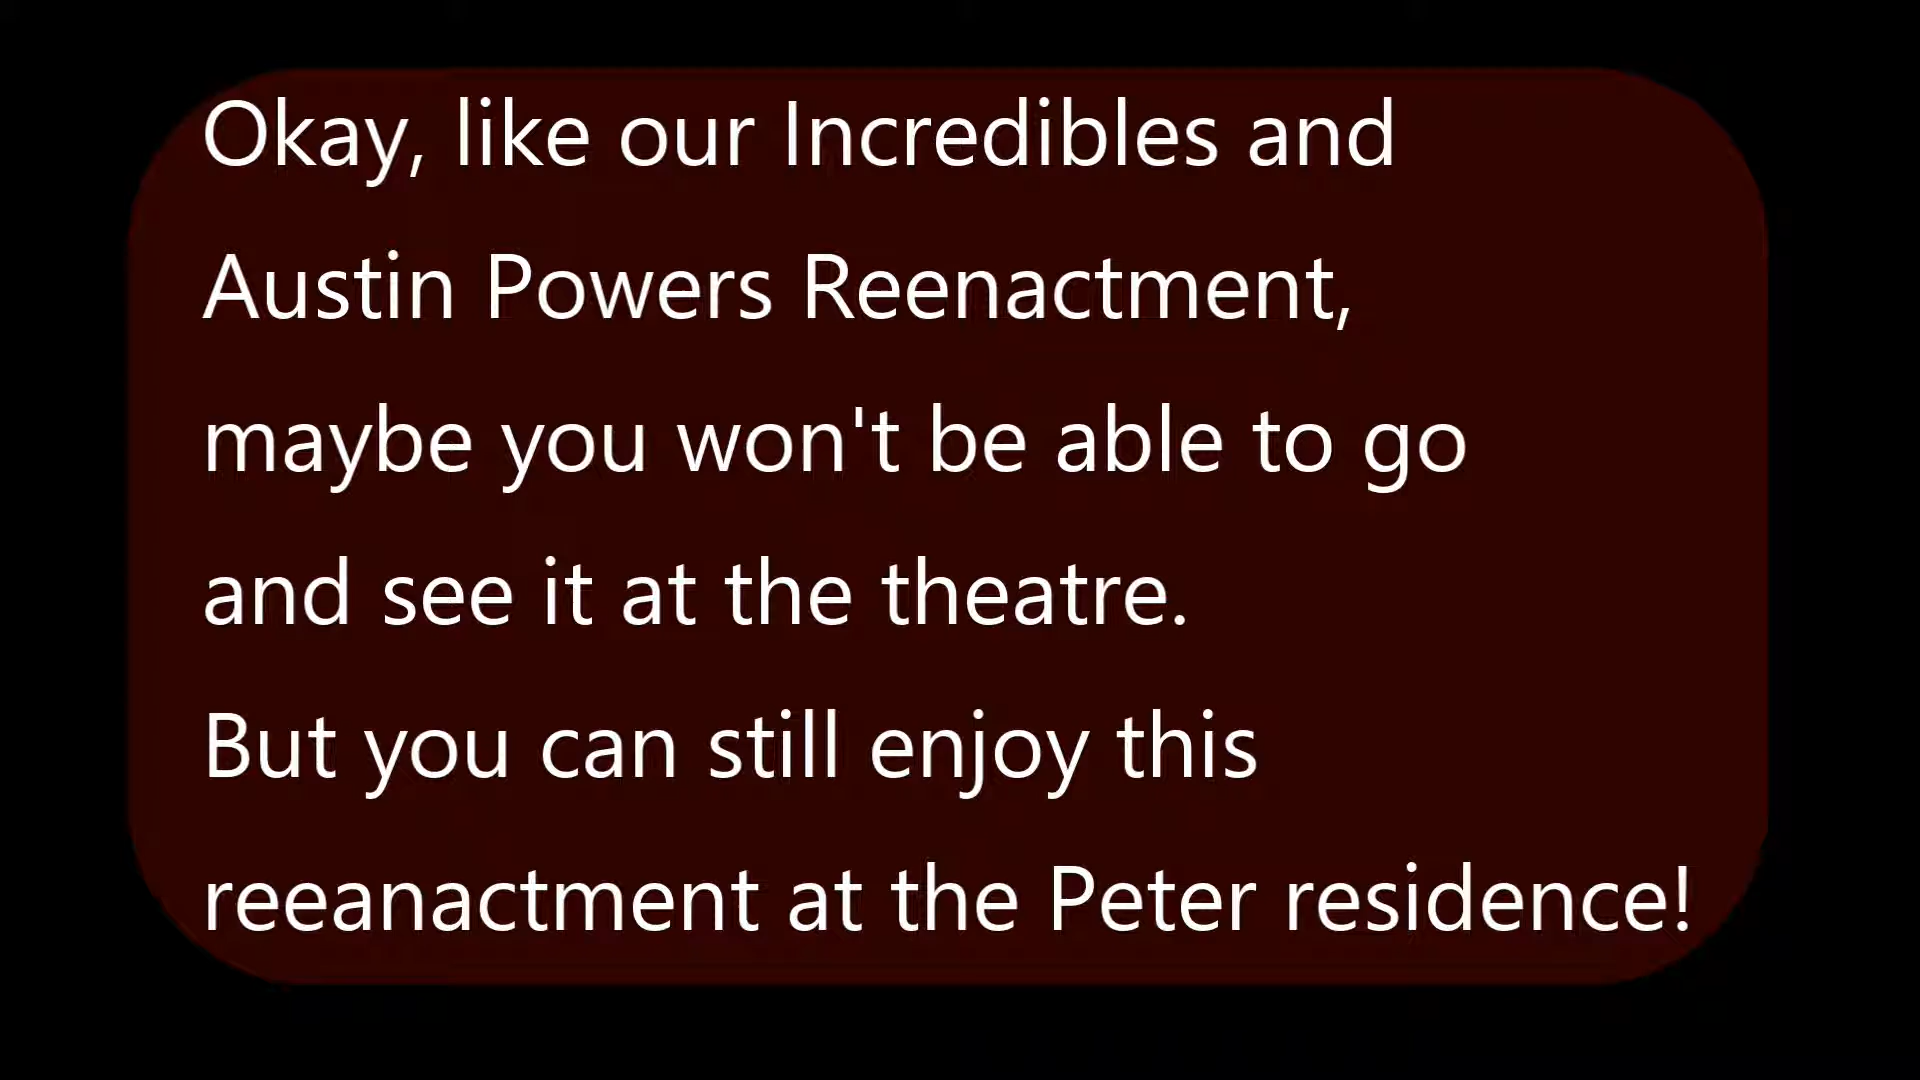 Okay, like our Incredibles and
Austin Powers Reenactment,
maybe you won't be able to go
and see it at the theatre.
But you can still enjoy this
reeanactment at the Peter residence!